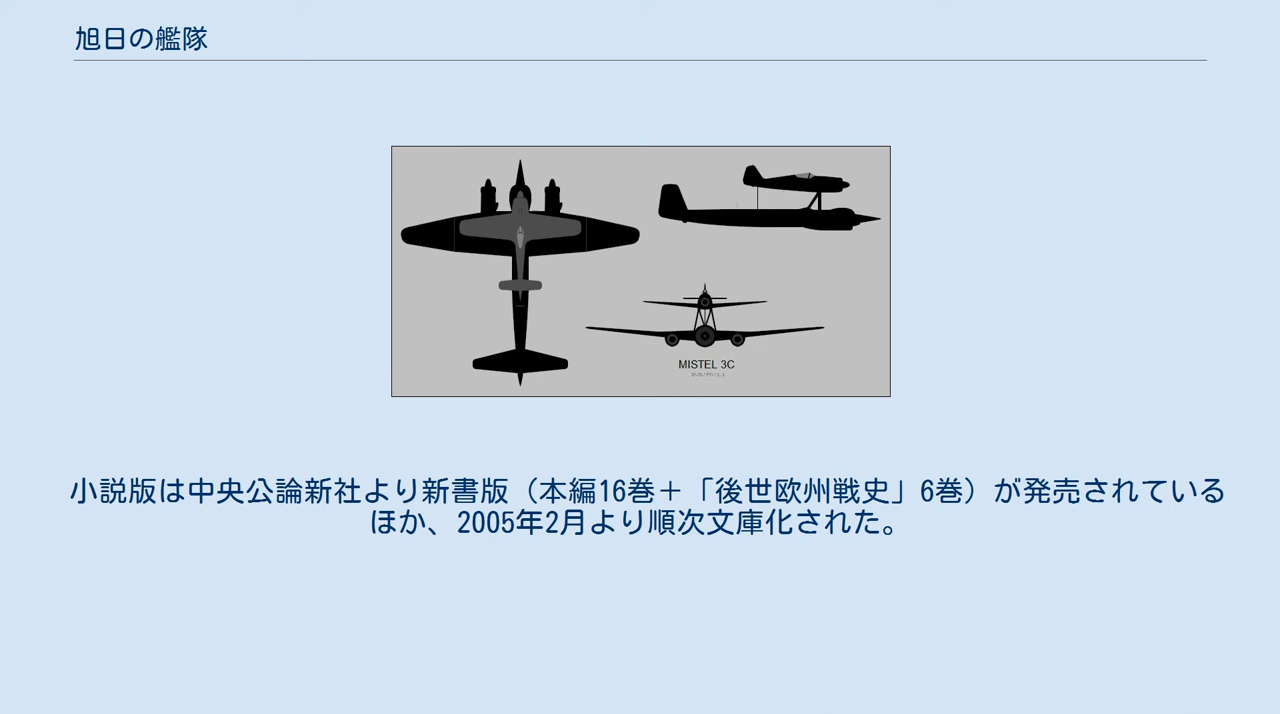 旭日の艦隊
MISTEL 3C
小説版は中央公論新社より新書版（本編16巻＋「後世欧州戦史」6巻）が発売されている
ほか、2005年2月より順次文庫化された。